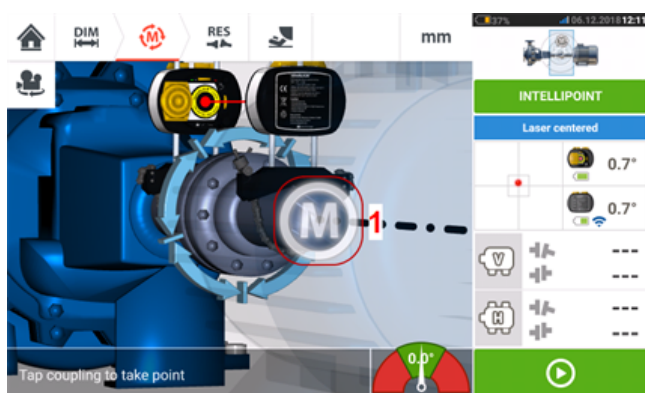 DIM
M
RES
mm
37%
06.12.2018 12:11
INTELLIPOINT
Laser centered
0.7°
0.7°
M
1
V
---
---
H
---
---
Tap coupling to take point
0.0°